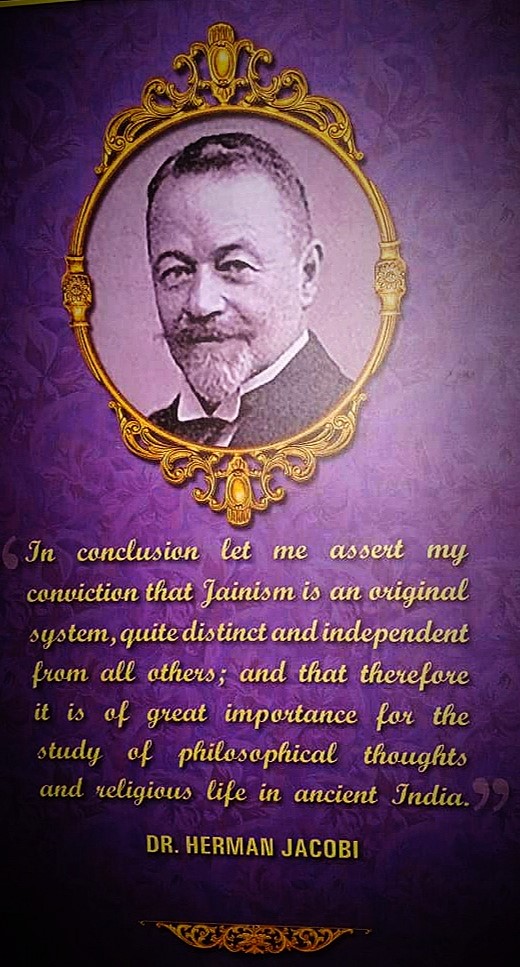 ‘In conclusion let me assert my
conviction that Jainism is an original
system, quite distinct and independent
from all others; and that therefore
it is of great importance for the
study of philosophical thoughts
and religious life in ancient India.”
DR. HERMAN JACOBI